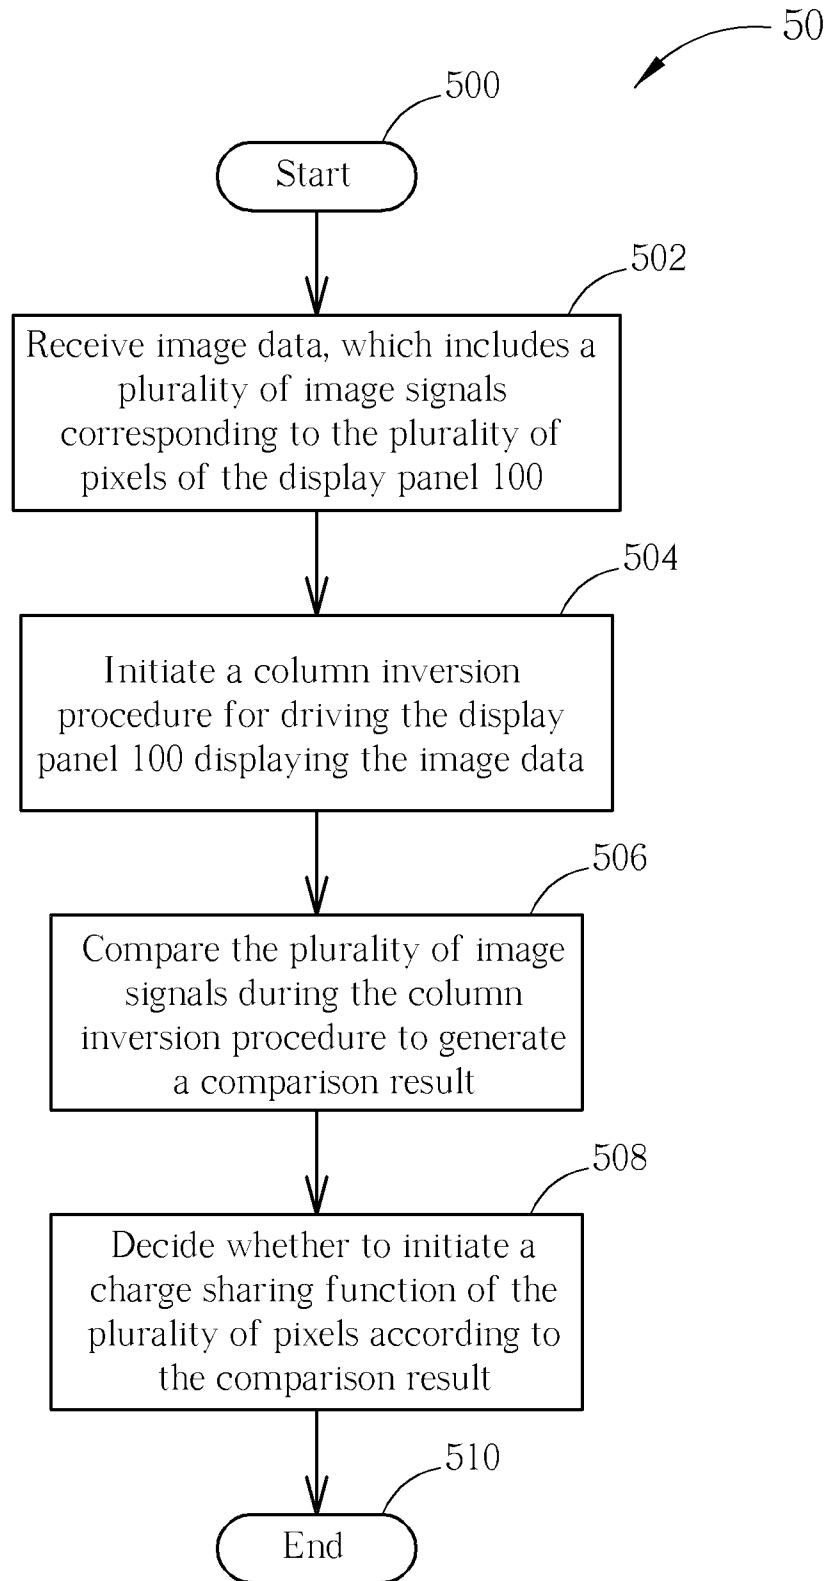 50
500
Start
502
Receive image data, which includes a
plurality of image signals
corresponding to the plurality of
pixels of the display panel 100
504
Initiate a column inversion
procedure for driving the display
panel 100 displaying the image data
506
Compare the plurality of image
signals during the column
inversion procedure to generate
a comparison result
508
Decide whether to initiate a
charge sharing function of the
plurality of pixels according to
the comparison result
510
End